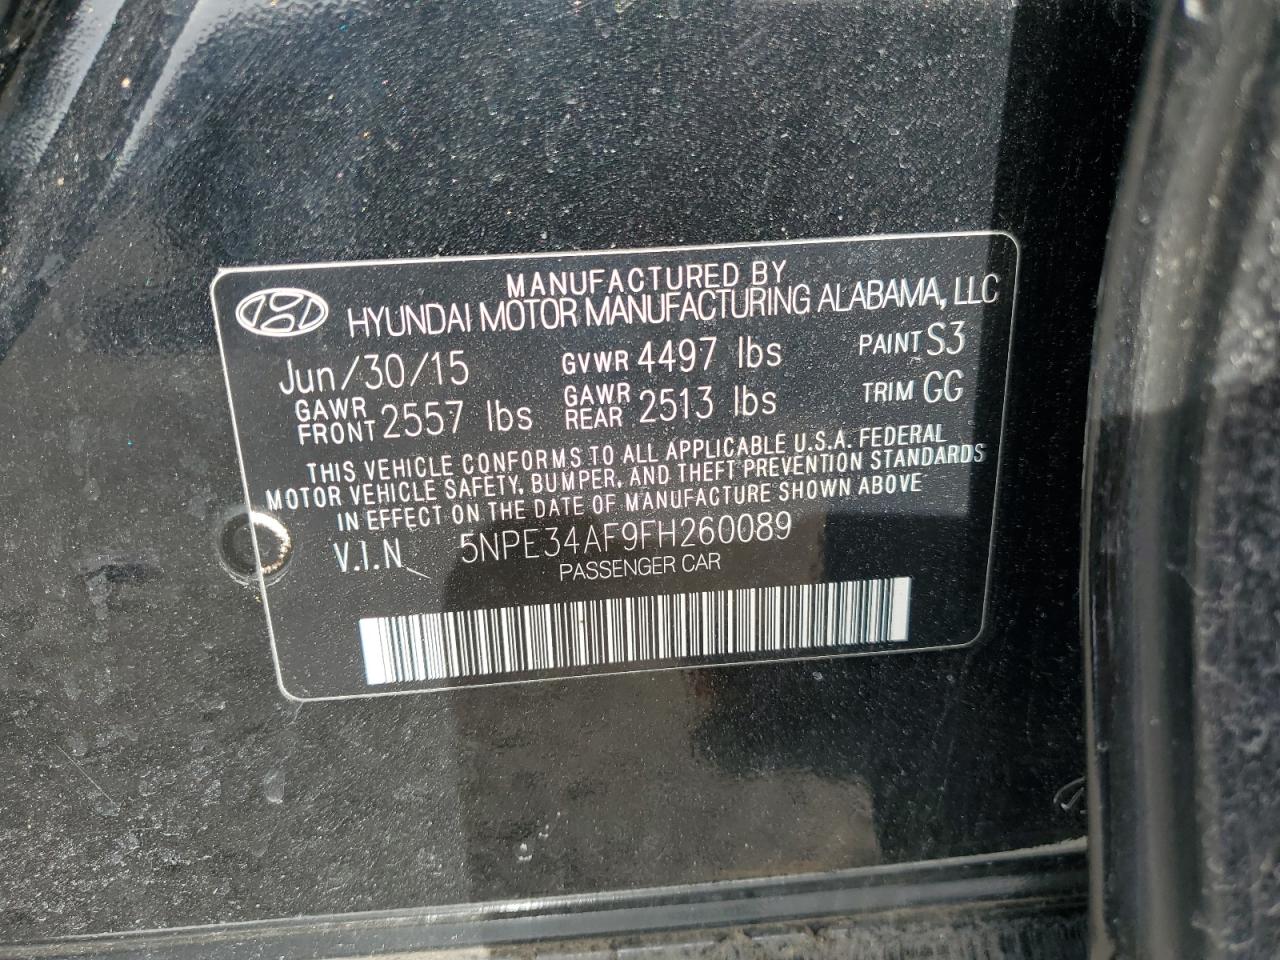 MANUFACTURED BY
HYUNDAI MOTOR MANUFACTURING ALABAMA, LLC
Jun/30/15 GVWR 4497 lbs PAINT S3
GAWR FRONT 2557 lbs GAWR REAR 2513 lbs TRIM GG
THIS VEHICLE CONFORMS TO ALL APPLICABLE U.S.A. FEDERAL
MOTOR VEHICLE SAFETY, BUMPER, AND THEFT PREVENTION STANDARDS
IN EFFECT ON THE DATE OF MANUFACTURE SHOWN ABOVE
V.I.N 5NPE34AF9FH260089
PASSENGER CAR